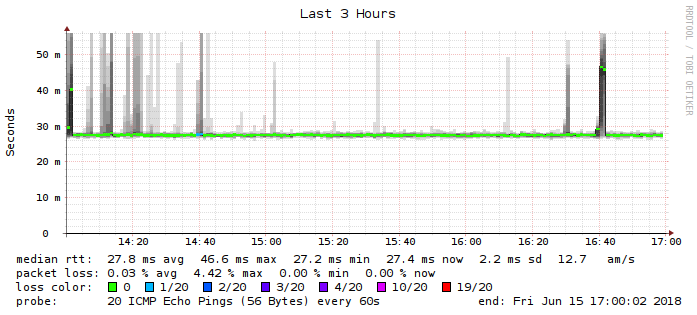 Last 3 Hours
RRDTOOL / TOBI OETIKER
Seconds
50 m
40 m
30 m
20 m
10 m
0
14:20 14:40 15:00 15:20 15:40 16:00 16:20 16:40 17:00
median rtt: 27.8 ms avg 46.6 ms max 27.2 ms min 27.4 ms now 2.2 ms sd 12.7 am/s
packet loss: 0.03 % avg 4.42 % max 0.00 % min 0.00 % now
loss color: 0 1/20 2/20 3/20 4/20 10/20 19/20
probe: 20 ICMP Echo Pings (56 Bytes) every 60s end: Fri Jun 15 17:00:02 2018